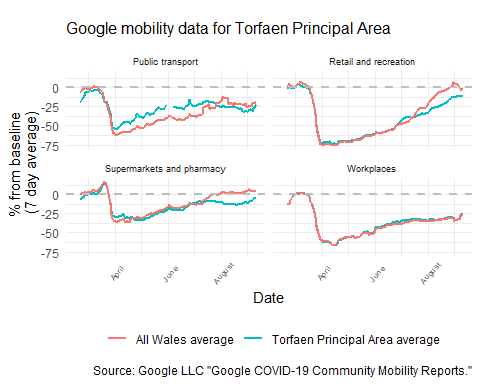 Google mobility data for Torfaen Principal Area
Public transport
Retail and recreation
0
-25
-50
-75
Supermarkets and pharmacy
Workplaces
0
-25
-50
-75
% from baseline
(7 day average)
April
June
August
April
June
August
Date
All Wales average
Torfaen Principal Area average
Source: Google LLC "Google COVID-19 Community Mobility Reports."